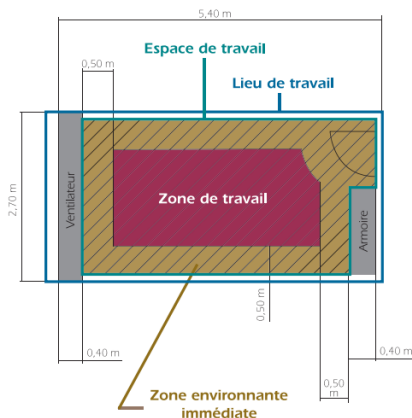 5,40 m
Espace de travail
0,50 m
Lieu de travail
2,70 m
Ventilateur
Zone de travail
Armoire
0,50 m
0,40 m
0,40 m
0,50
m
Zone environnante
immédiate